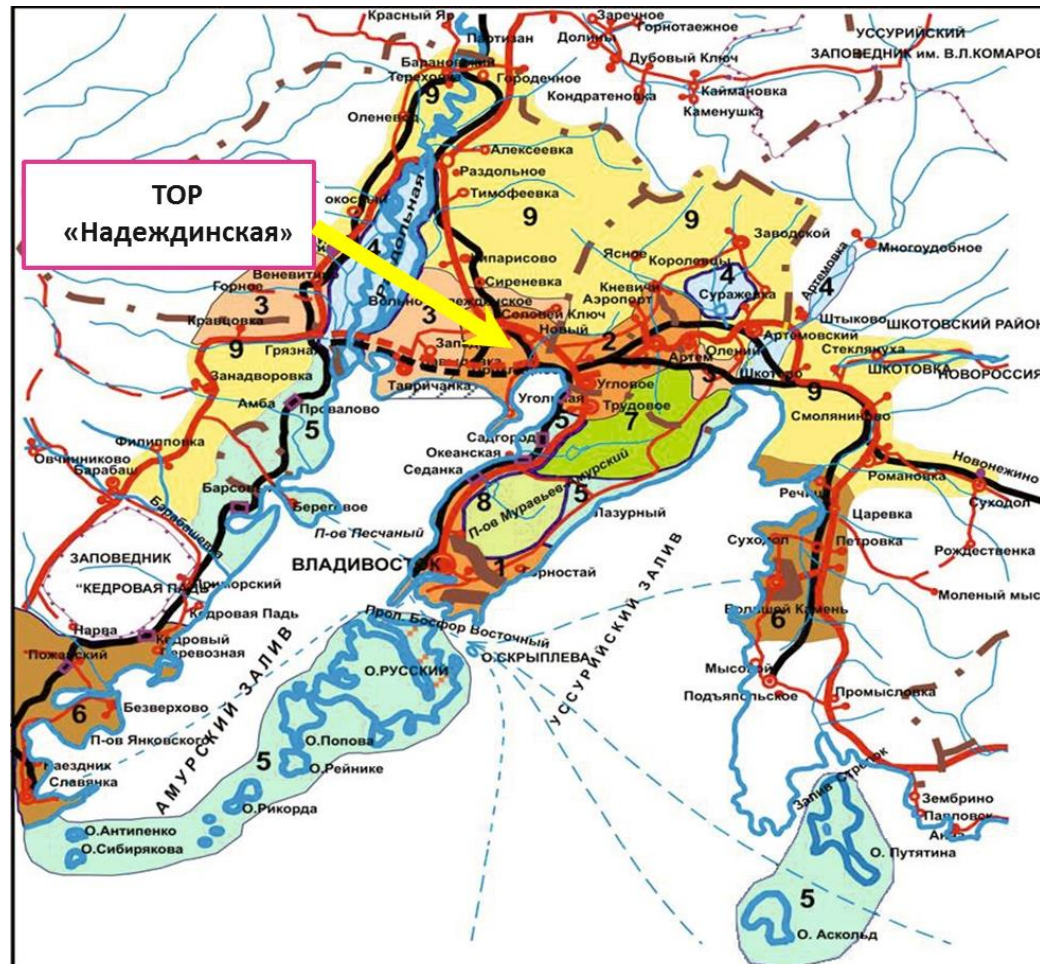 Красный Яр
Партизан
Заречное
Горнотаежное
Долины
УССУРИЙСКИЙ
ЗАПОВЕДНИК им. В.Л.КОМАРОВ
Дубовый Ключ
Барановский
Тереховка
Городечное
Кондратеновка
Каймановка
Каменушка
9
Оленевод
Алексеевка
Раздольное
Тимофеевка
ТОР
«Надеждинская»
9
9
4
Заводской
Многоудобное
Ясное
Королевцы
Кипарисово
Сиреневка
Веневитино
Горное
3
Кравцовка
3
Соловей Ключ
Новый
Кневичи
Аэропорт
4
Суражевка
Артемовка
4
Штыково
ШКОТОВСКИЙ РАЙОН
2
Артемовский
Артем
Олений
Стеклянуха
ШКОТОВКА
НОВОРОССИЯ
9
Грязная
Тавричанка
3
Шкотово
9
Занадворовка
Амба
Провалово
5
Угловое
Угольная
Трудовое
7
5
Смоляниново
Филипповка
Овчинниково
Барабаш
Садгород
Океанская
Седанка
Новонежино
Романовка
Суходол
Барсовы
Береговое
Барабашевка
8
П-ов Муравьев-Амурский
5
Лазурный
Речица
Царевка
П-ов Песчаный
Суходол
Петровка
Рождественка
ЗАПОВЕДНИК
"КЕДРОВАЯ ПАДЬ"
Приморский
ВЛАДИВОСТОК
1
Горностай
Кедровая Падь
Моленый мыс
Большой Камень
6
Нарва
Кедровый
Перевозная
Прол. Босфор Восточный
О.СКРЫПЛЕВА
О.РУССКИЙ
УССУРИЙСКИЙ ЗАЛИВ
Пожарский
Безверхово
6
П-ов Янковского
АМУРСКИЙ ЗАЛИВ
Мысовой
Подъяпольское
Промысловка
О.Попова
5
О.Рейнике
Славянка
О.Рикорда
Залив Стрелок
Зембрино
Павловск
О.Антипенко
О.Сибирякова
О. Путятина
5
О. Аскольд